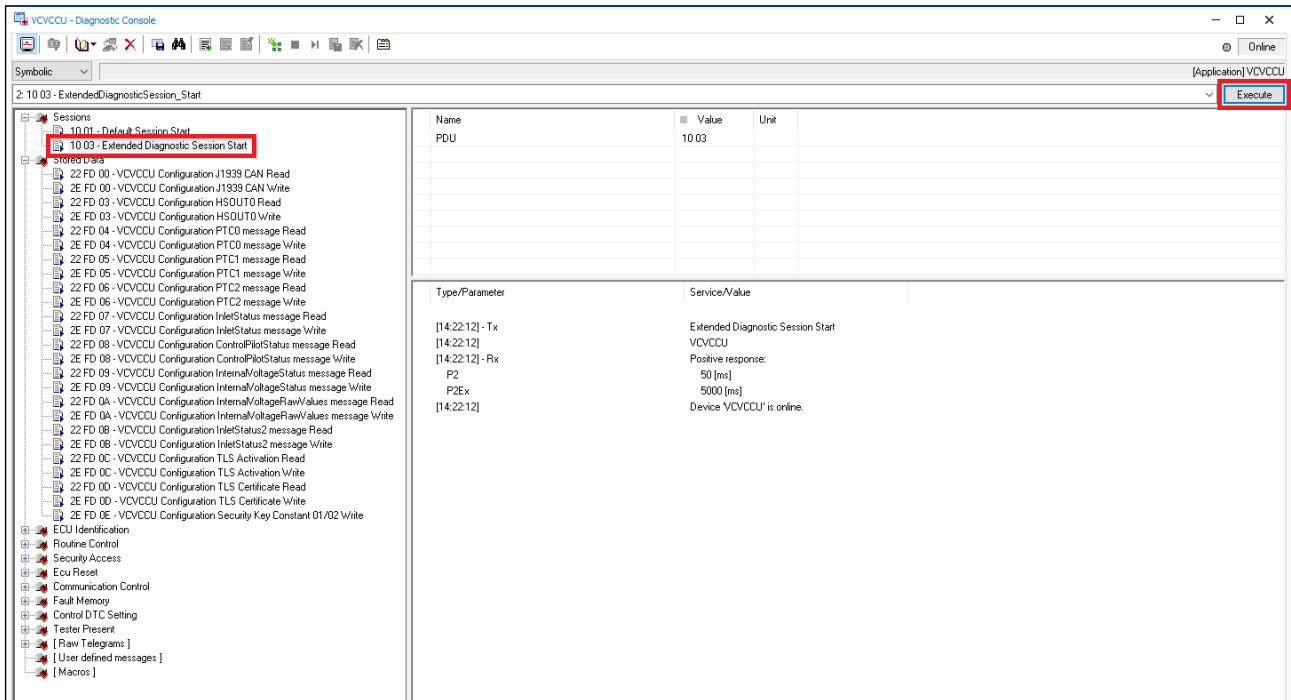 VCVCCU - Diagnostic Console
Online
Symbolic
[Application] VCVCCU
2: 10 03 - ExtendedDiagnosticSession_Start
Execute
Sessions
10 01 - Default Session Start
10 03 - Extended Diagnostic Session Start
Stored Data
22 FD 00 - VCVCCU Configuration J1939 CAN Read
2E FD 00 - VCVCCU Configuration J1939 CAN Write
22 FD 03 - VCVCCU Configuration HSOUT0 Read
2E FD 03 - VCVCCU Configuration HSOUT0 Write
22 FD 04 - VCVCCU Configuration PTC0 message Read
2E FD 04 - VCVCCU Configuration PTC0 message Write
22 FD 05 - VCVCCU Configuration PTC1 message Read
2E FD 05 - VCVCCU Configuration PTC1 message Write
22 FD 06 - VCVCCU Configuration PTC2 message Read
2E FD 06 - VCVCCU Configuration PTC2 message Write
22 FD 07 - VCVCCU Configuration InletStatus message Read
2E FD 07 - VCVCCU Configuration InletStatus message Write
22 FD 08 - VCVCCU Configuration ControlPilotStatus message Read
2E FD 08 - VCVCCU Configuration ControlPilotStatus message Write
22 FD 09 - VCVCCU Configuration InternalVoltageStatus message Read
2E FD 09 - VCVCCU Configuration InternalVoltageStatus message Write
22 FD 0A - VCVCCU Configuration InternalVoltageRawValues message Read
2E FD 0A - VCVCCU Configuration InternalVoltageRawValues message Write
22 FD 0B - VCVCCU Configuration InletStatus2 message Read
2E FD 0B - VCVCCU Configuration InletStatus2 message Write
22 FD 0C - VCVCCU Configuration TLS Activation Read
2E FD 0C - VCVCCU Configuration TLS Activation Write
22 FD 0D - VCVCCU Configuration TLS Certificate Read
2E FD 0D - VCVCCU Configuration TLS Certificate Write
2E FD 0E - VCVCCU Configuration Security Key Constant 01/02 Write
ECU Identification
Routine Control
Security Access
Ecu Reset
Communication Control
Fault Memory
Control DTC Setting
Tester Present
[ Raw Telegrams ]
[ User defined messages ]
[ Macros ]
Name Value Unit
PDU 10 03
Type/Parameter Service/Value
[14:22:12] - Tx Extended Diagnostic Session Start
[14:22:12] VCVCCU
[14:22:12] - Rx Positive response:
P2 50 [ms]
P2Ex 5000 [ms]
[14:22:12] Device 'VCVCCU' is online.